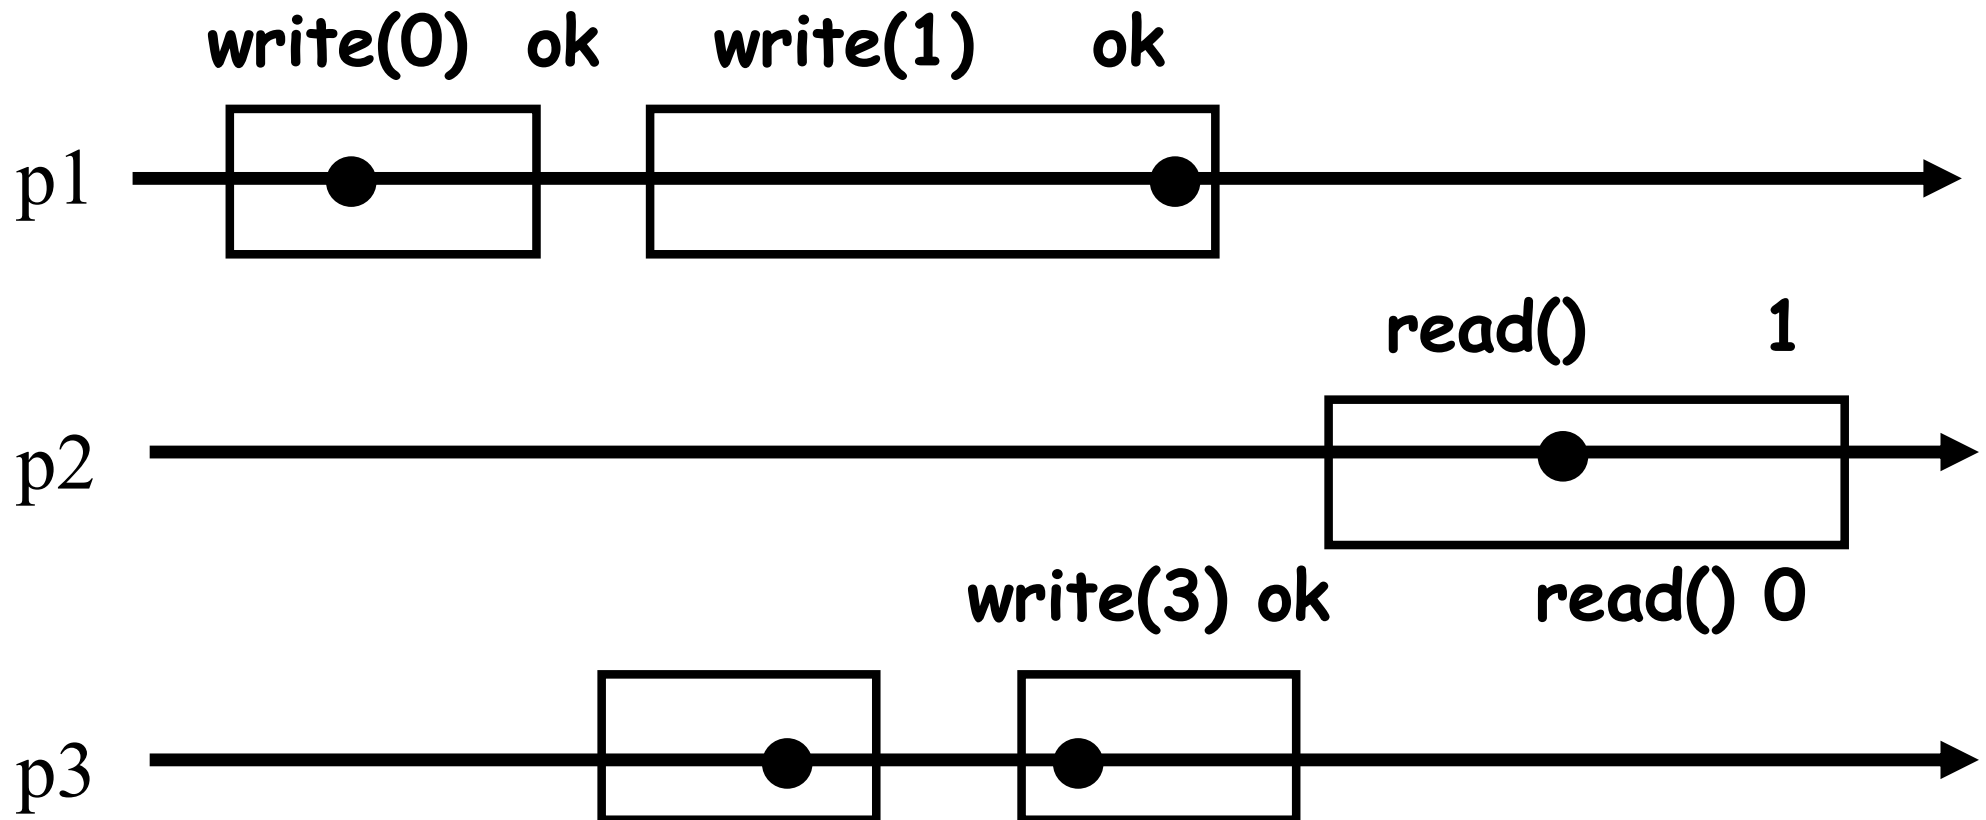 write(0) ok write(1) ok
p1
read() 1
p2
write(3) ok read() 0
p3